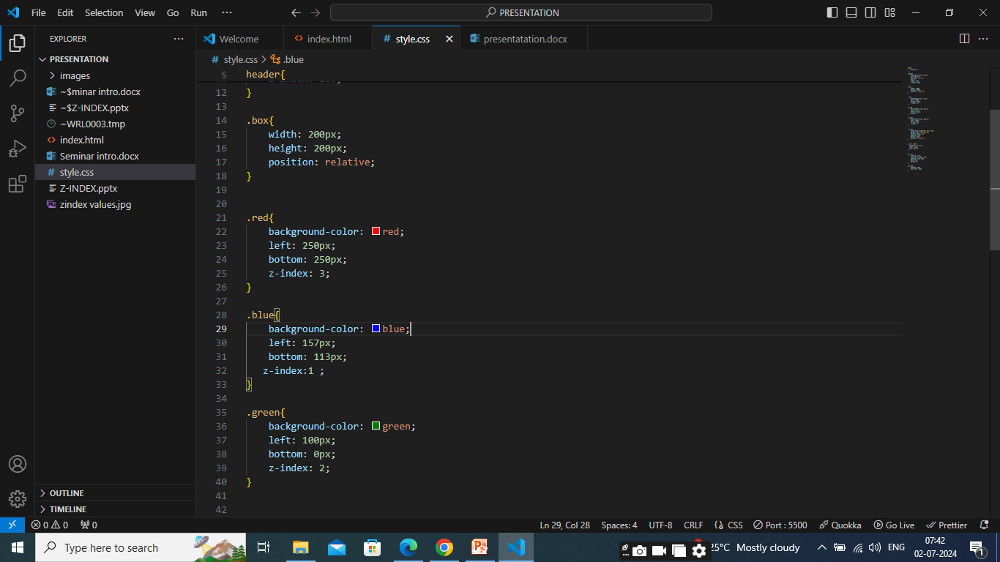 File Edit Selection View Go Run ··· PRESENTATION
EXPLORER ···
PRESENTATION
images
~$minar intro.docx
~$Z-INDEX.pptx
~WRL0003.tmp
index.html
Seminar intro.docx
style.css
Z-INDEX.pptx
zindex values.jpg
OUTLINE
TIMELINE
Welcome index.html style.css presentatation.docx
style.css > .blue
5 header{
12 }
13
14 .box{
15 width: 200px;
16 height: 200px;
17 position: relative;
18 }
19
20
21 .red{
22 background-color: red;
23 left: 250px;
24 bottom: 250px;
25 z-index: 3;
26 }
27
28 .blue{
29 background-color: blue;
30 left: 157px;
31 bottom: 113px;
32 z-index:1 ;
33 }
34
35 .green{
36 background-color: green;
37 left: 100px;
38 bottom: 0px;
39 z-index: 2;
40 }
41
42
0 0 0 Ln 29, Col 28 Spaces: 4 UTF-8 CRLF {} CSS Port : 5500 Quokka Go Live Prettier
Type here to search 25°C Mostly cloudy ENG 07:42
02-07-2024 1